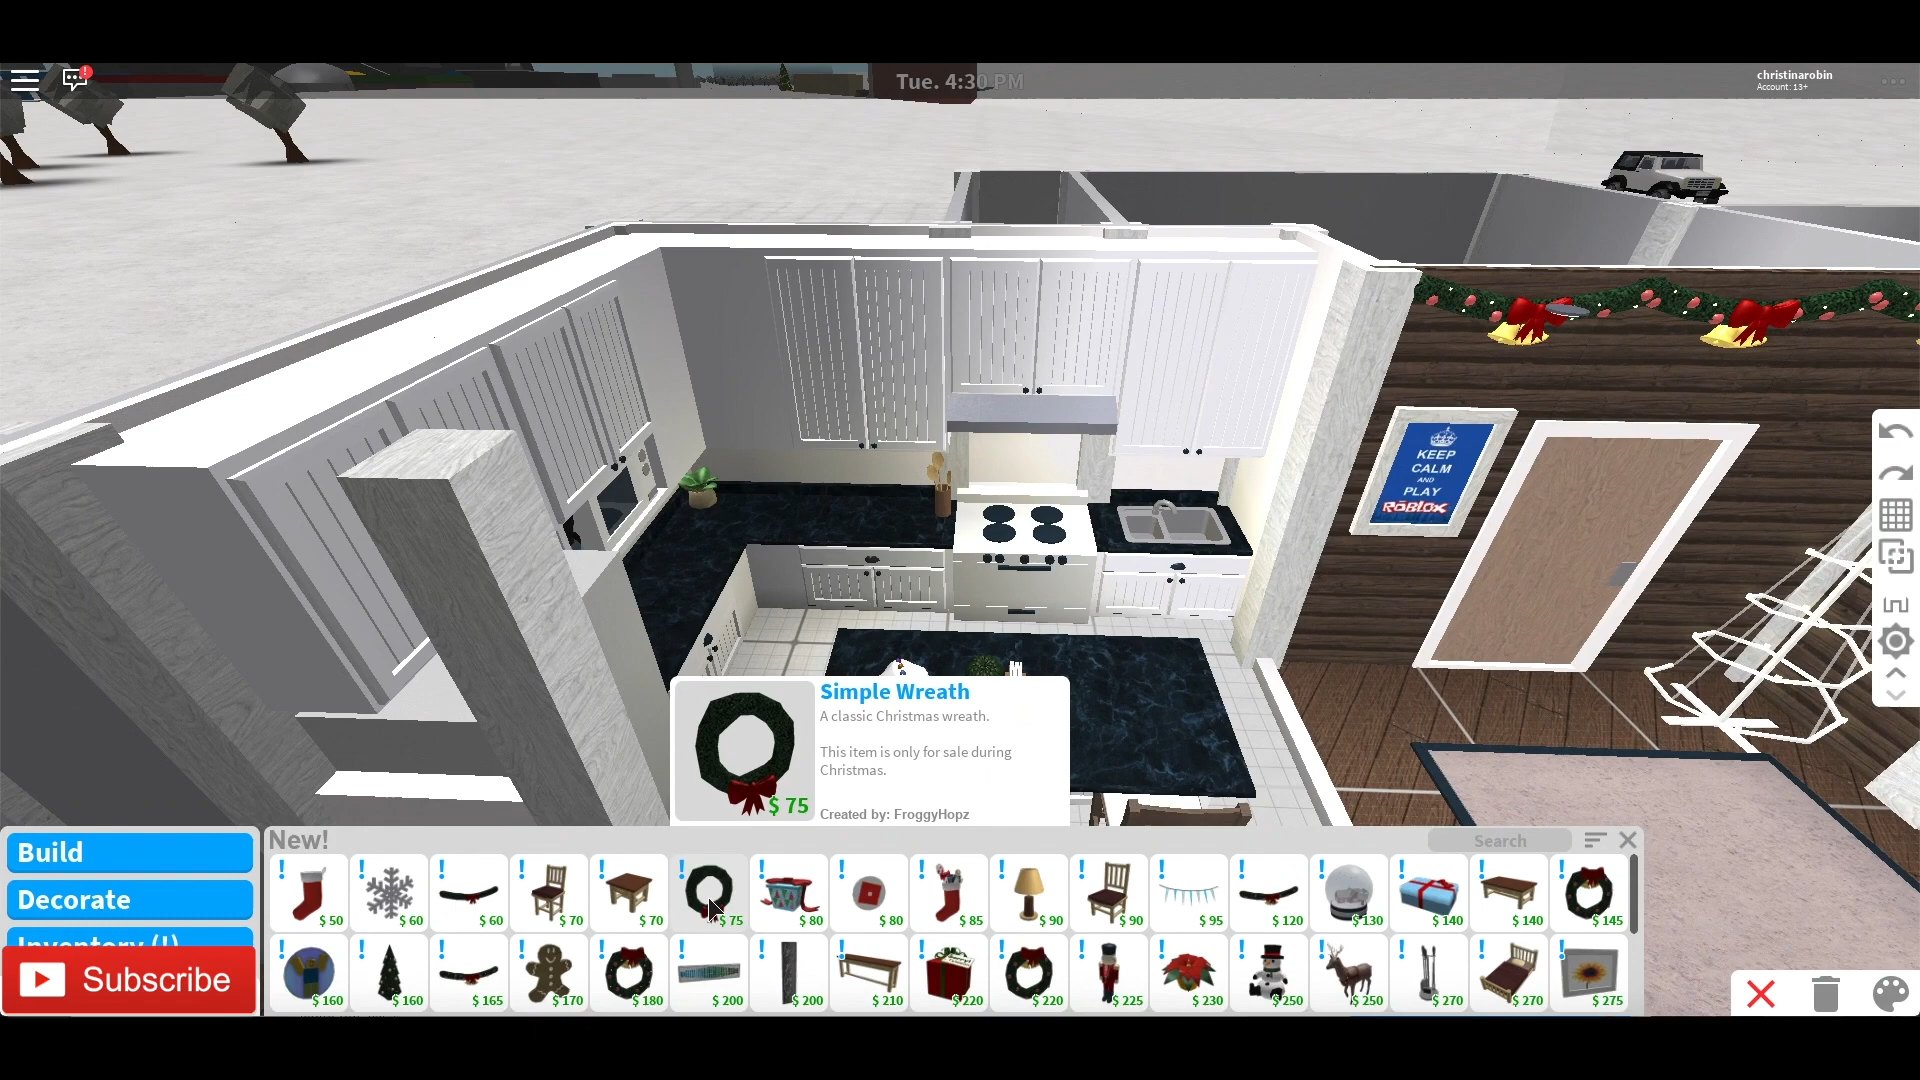 Tue. 4:30 PM
christinarobin
Account: 13+
KEEP
CALM
AND
PLAY
ROBLOX
Simple Wreath
A classic Christmas wreath.
This item is only for sale during
Christmas.
$ 75
Created by: FroggyHopz
Build
Decorate
Inventory (!)
Subscribe
New!
Search
$ 50
$ 60
$ 60
$ 70
$ 70
$ 75
$ 80
$ 80
$ 85
$ 90
$ 90
$ 95
$ 120
$ 130
$ 140
$ 140
$ 145
$ 160
$ 160
$ 165
$ 170
$ 180
$ 200
$ 200
$ 210
$ 220
$ 220
$ 225
$ 230
$ 250
$ 250
$ 270
$ 270
$ 275